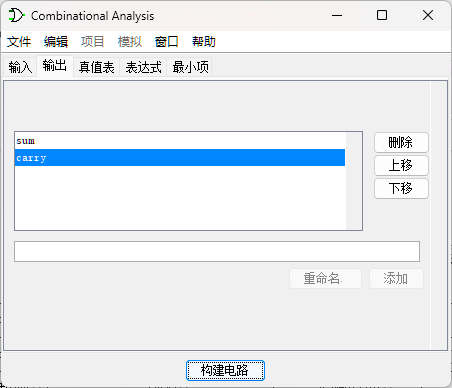 Combinational Analysis
文件 编辑 项目 模拟 窗口 帮助
输入 输出 真值表 表达式 最小项
sum
carry
删除
上移
下移
重命名 添加
构建电路